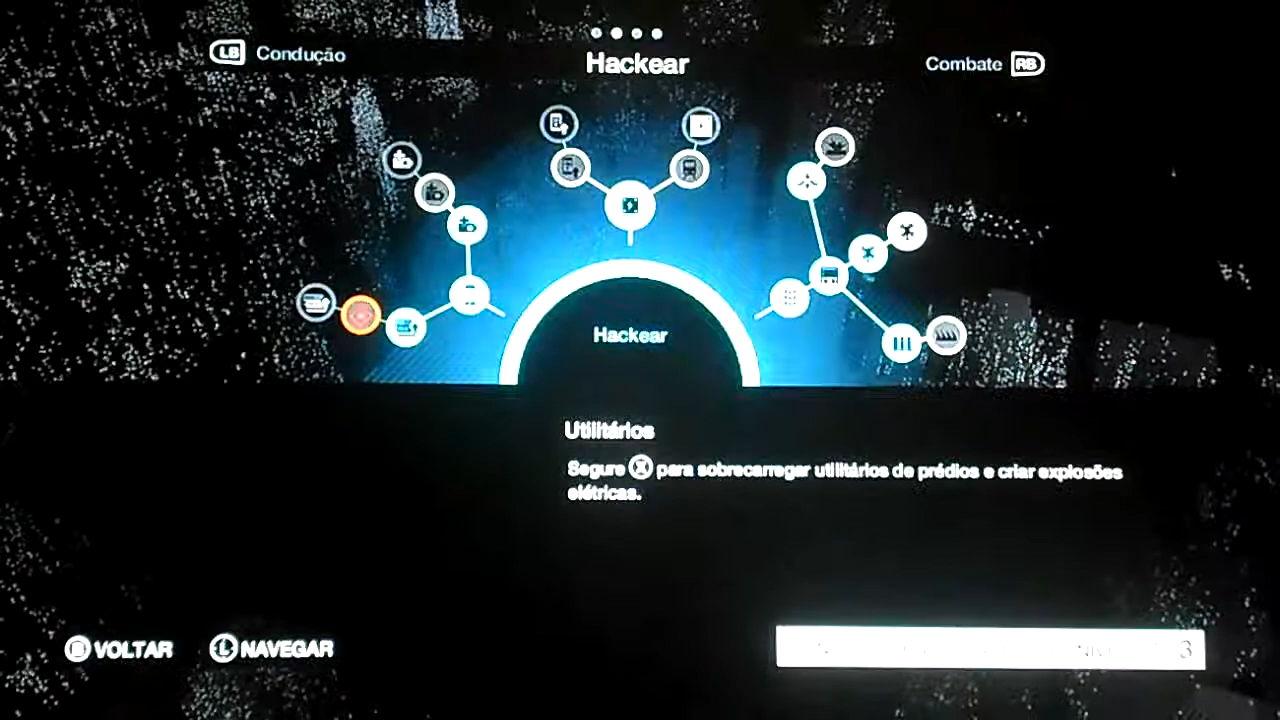 LB Condução
Hackear
Combate RB
Hackear
Utilitários
Segure X para sobrecarregar utilitários de prédios e criar explosões
elétricas.
B VOLTAR L NAVEGAR
3